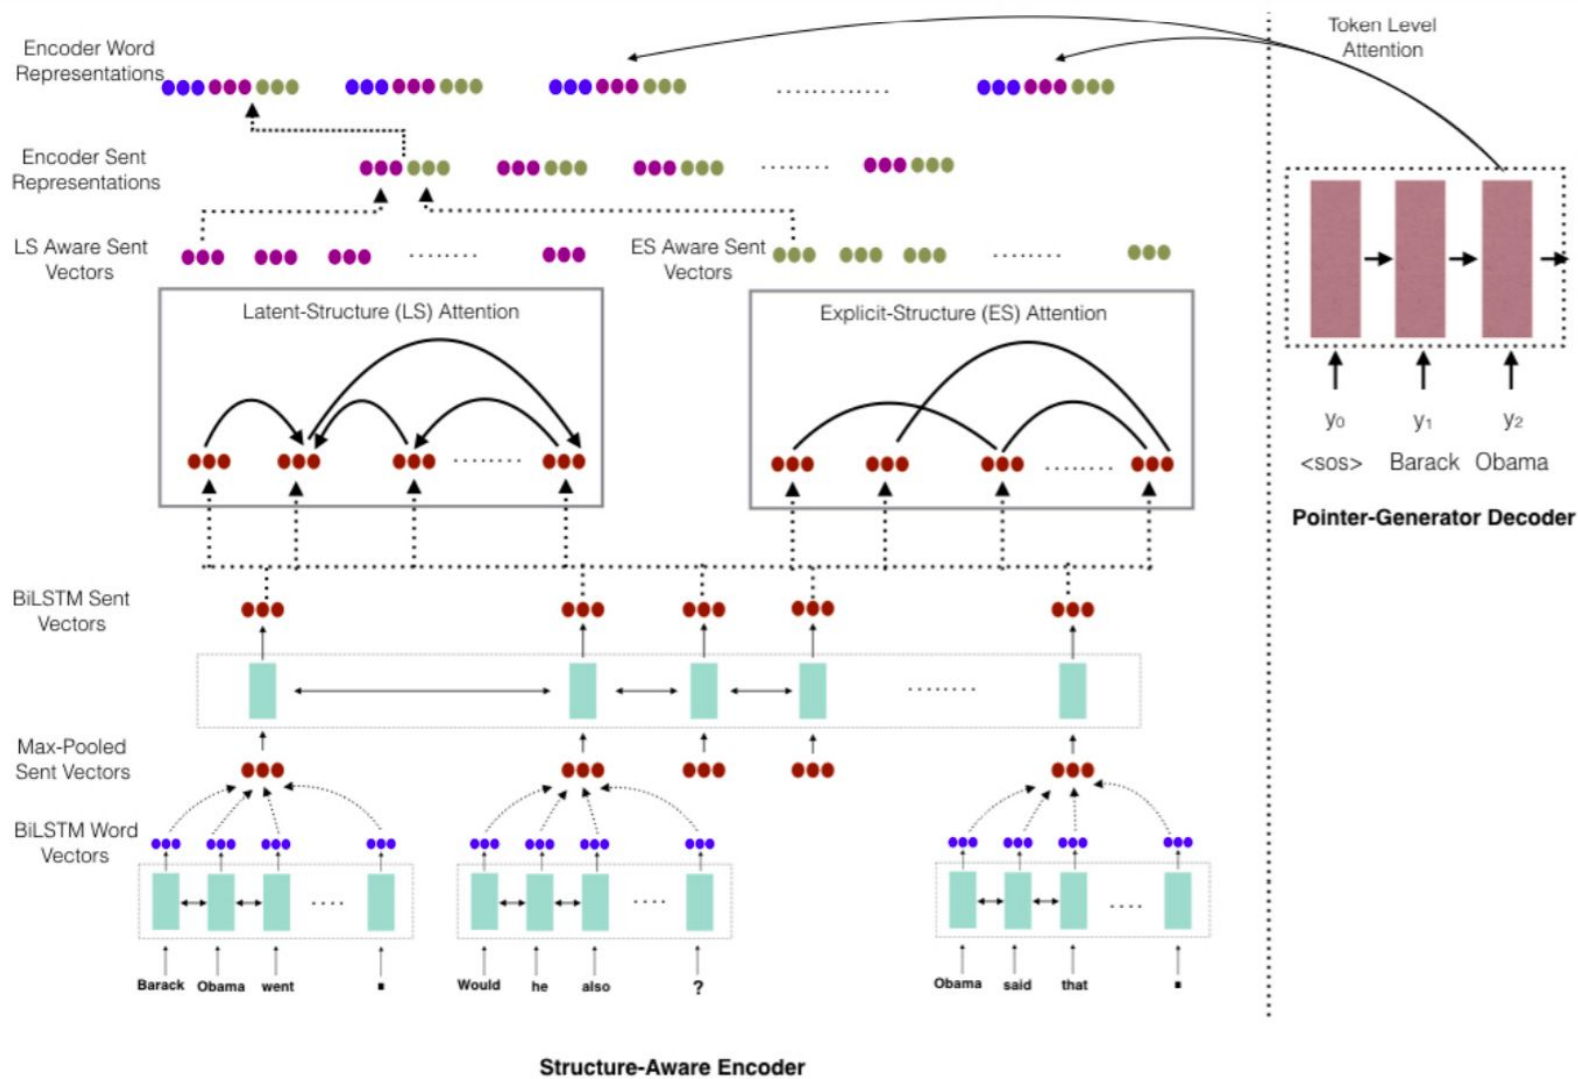 Token Level
Attention
Encoder Word
Representations
Encoder Sent
Representations
LS Aware Sent
Vectors
ES Aware Sent
Vectors
Latent-Structure (LS) Attention
Explicit-Structure (ES) Attention
y₀ y₁ y₂
<sos> Barack Obama
Pointer-Generator Decoder
BiLSTM Sent
Vectors
Max-Pooled
Sent Vectors
BiLSTM Word
Vectors
Barack Obama went .
Would he also ?
Obama said that .
Structure-Aware Encoder